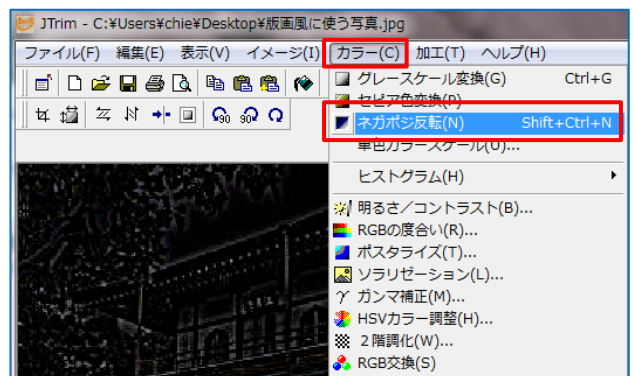 JTrim - C:¥Users¥chie¥Desktop¥版画風に使う写真.jpg
ファイル(F) 編集(E) 表示(V) イメージ(I) カラー(C) 加工(T) ヘルプ(H)
グレースケール変換(G) Ctrl+G
セピア色変換(P)
ネガポジ反転(N) Shift+Ctrl+N
単色カラースケール(U)...
ヒストグラム(H)
明るさ／コントラスト(B)...
RGBの度合い(R)...
ポスタライズ(T)...
ソラリゼーション(L)...
ガンマ補正(M)...
HSVカラー調整(H)...
２階調化(W)...
RGB交換(S)
90 90